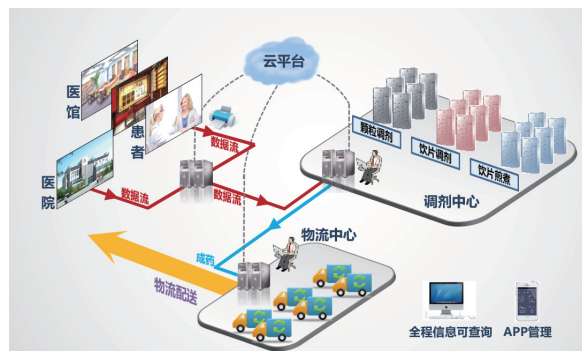 云平台
医馆
患者
医院
数据流
数据流
数据流
颗粒调剂
饮片调剂
饮片煎煮
调剂中心
成药
物流中心
物流配送
全程信息可查询
APP管理